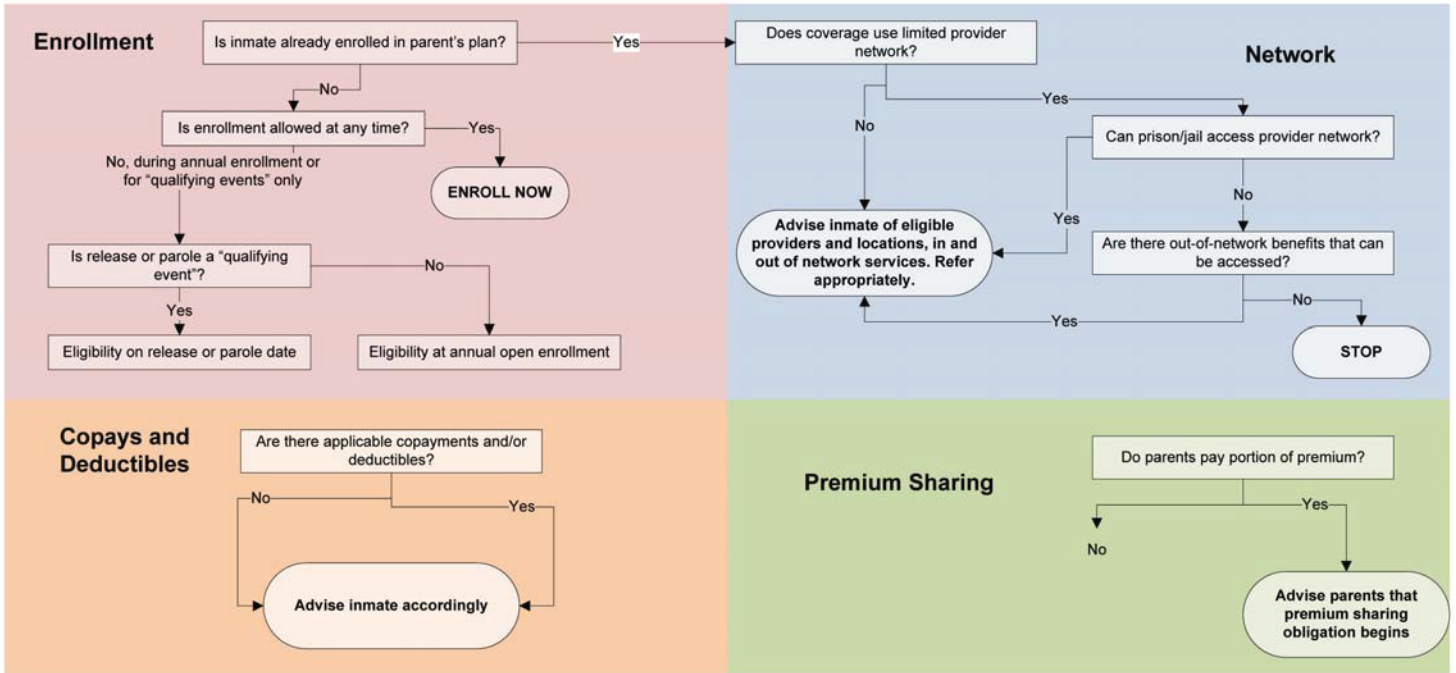 Enrollment
Is inmate already enrolled in parent's plan?
Yes
No
Is enrollment allowed at any time?
Yes
No, during annual enrollment or
for “qualifying events” only
ENROLL NOW
Is release or parole a “qualifying
event”?
No
Yes
Eligibility on release or parole date
Eligibility at annual open enrollment
Does coverage use limited provider
network?
Network
Yes
No
Can prison/jail access provider network?
No
Yes
Advise inmate of eligible
providers and locations, in and
out of network services. Refer
appropriately.
Are there out-of-network benefits that can
be accessed?
No
Yes
STOP
Copays and
Deductibles
Are there applicable copayments and/or
deductibles?
No
Yes
Advise inmate accordingly
Premium Sharing
Do parents pay portion of premium?
Yes
No
Advise parents that
premium sharing
obligation begins